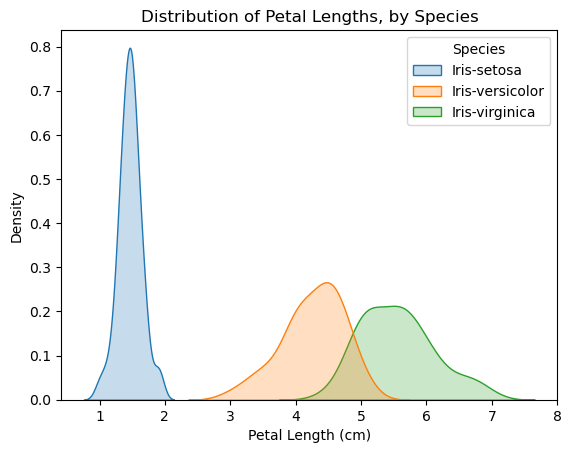 Distribution of Petal Lengths, by Species
Species
Iris-setosa
Iris-versicolor
Iris-virginica
Density
0.8
0.7
0.6
0.5
0.4
0.3
0.2
0.1
0.0
1 2 3 4 5 6 7 8
Petal Length (cm)